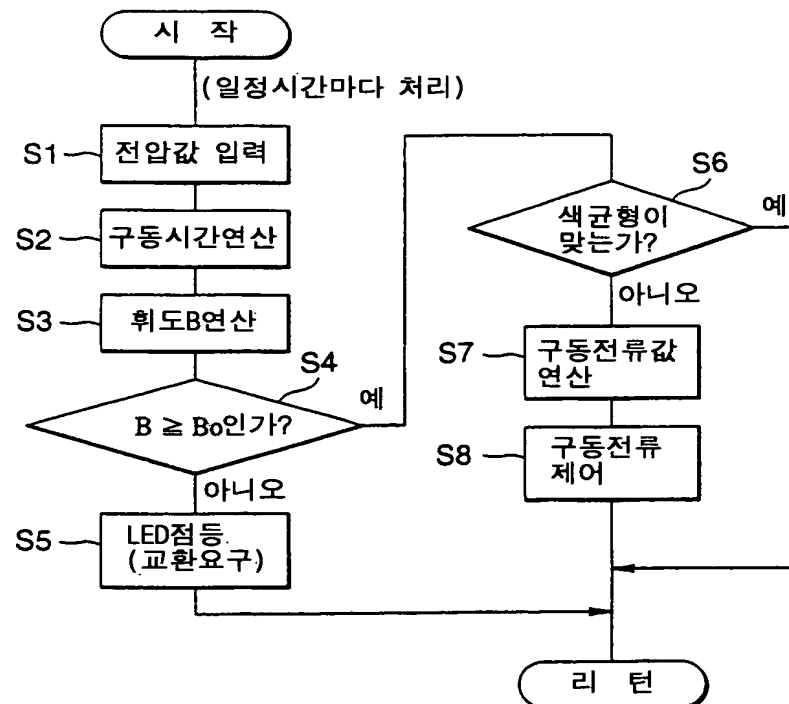 시 작
(일정시간마다 처리)
S1
전압값 입력
S2
구동시간연산
S3
휘도B연산
S4
B ≧ Bo인가?
예
아니오
S5
LED점등
(교환요구)
S6
색균형이
맞는가?
예
아니오
S7
구동전류값
연산
S8
구동전류
제어
리 턴